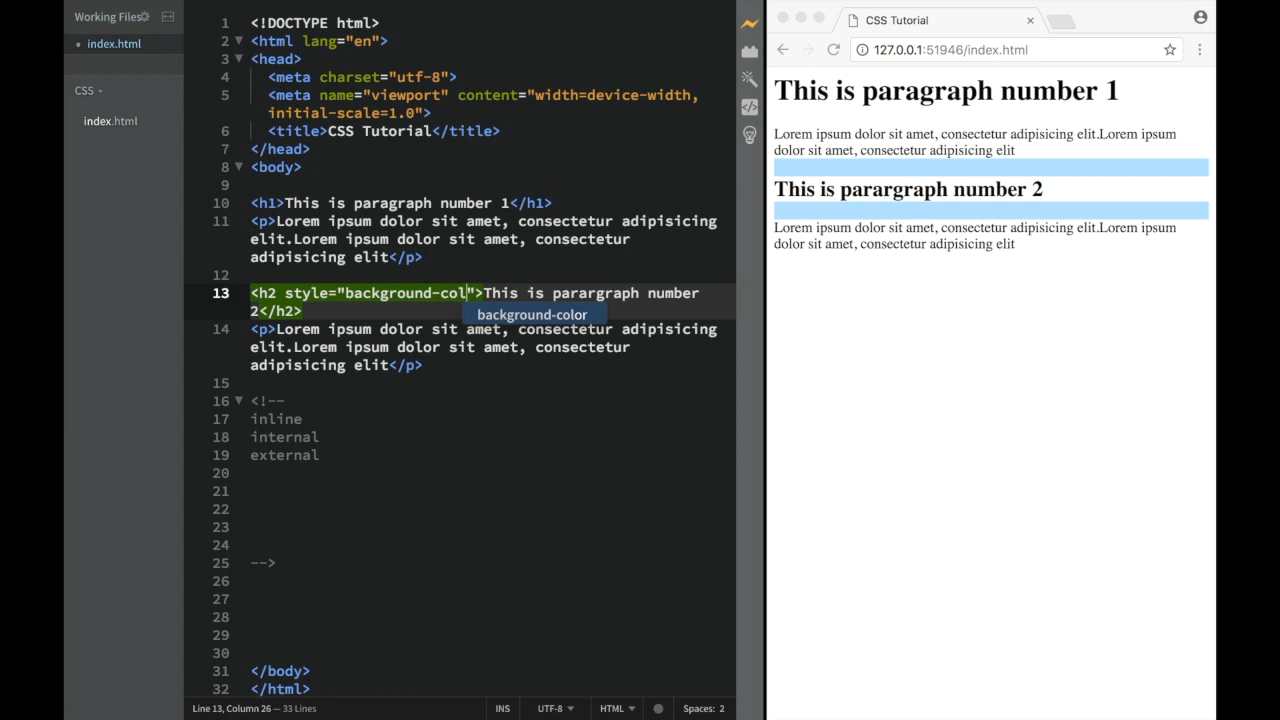 Working Files
index.html
CSS
index.html
1 <!DOCTYPE html>
2 <html lang="en">
3 <head>
4 <meta charset="utf-8">
5 <meta name="viewport" content="width=device-width,
initial-scale=1.0">
6 <title>CSS Tutorial</title>
7 </head>
8 <body>
9
10 <h1>This is paragraph number 1</h1>
11 <p>Lorem ipsum dolor sit amet, consectetur adipisicing
elit.Lorem ipsum dolor sit amet, consectetur
adipisicing elit</p>
12
13 <h2 style="background-col">This is parargraph number
2</h2>
background-color
14 <p>Lorem ipsum dolor sit amet, consectetur adipisicing
elit.Lorem ipsum dolor sit amet, consectetur
adipisicing elit</p>
15
16 <!--
17 inline
18 internal
19 external
20
21
22
23
24
25 -->
26
27
28
29
30
31 </body>
32 </html>
Line 13, Column 26 — 33 Lines
INS
UTF-8
HTML
Spaces: 2
CSS Tutorial
127.0.0.1:51946/index.html
This is paragraph number 1
Lorem ipsum dolor sit amet, consectetur adipisicing elit.Lorem ipsum
dolor sit amet, consectetur adipisicing elit
This is parargraph number 2
Lorem ipsum dolor sit amet, consectetur adipisicing elit.Lorem ipsum
dolor sit amet, consectetur adipisicing elit